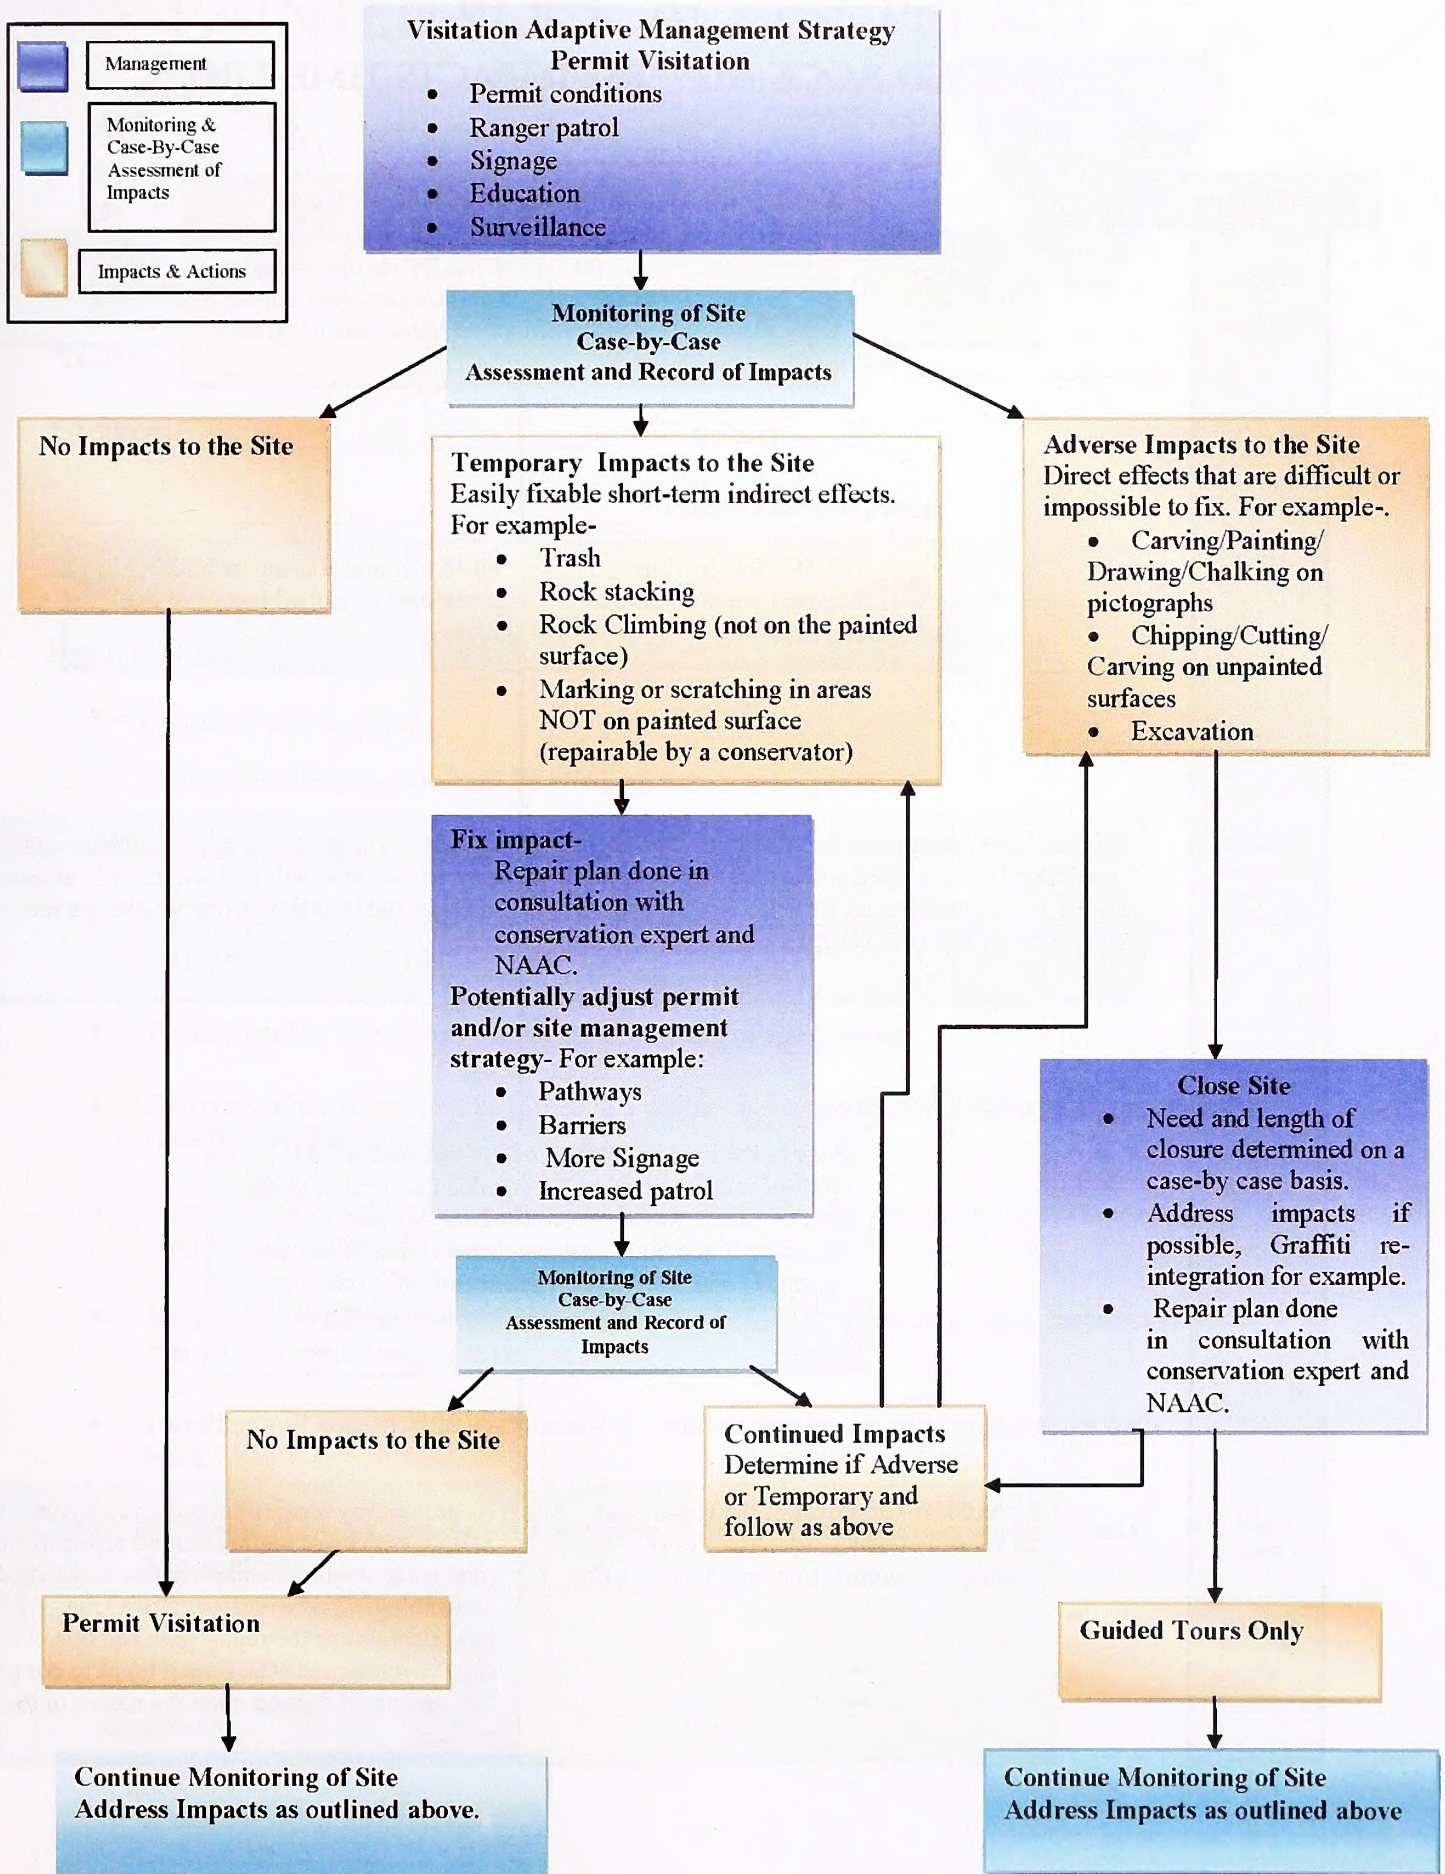 Management
Monitoring &
Case-By-Case
Assessment of
Impacts
Impacts & Actions
Visitation Adaptive Management Strategy
Permit Visitation
• Permit conditions
• Ranger patrol
• Signage
• Education
• Surveillance
Monitoring of Site
Case-by-Case
Assessment and Record of Impacts
No Impacts to the Site
Temporary Impacts to the Site
Easily fixable short-term indirect effects.
For example-
• Trash
• Rock stacking
• Rock Climbing (not on the painted
surface)
• Marking or scratching in areas
NOT on painted surface
(repairable by a conservator)
Adverse Impacts to the Site
Direct effects that are difficult or
impossible to fix. For example-.
• Carving/Painting/
Drawing/Chalking on
pictographs
• Chipping/Cutting/
Carving on unpainted
surfaces
• Excavation
Fix impact-
Repair plan done in
consultation with
conservation expert and
NAAC.
Potentially adjust permit
and/or site management
strategy- For example:
• Pathways
• Barriers
• More Signage
• Increased patrol
Close Site
• Need and length of
closure determined on a
case-by case basis.
• Address impacts if
possible, Graffiti re-
integration for example.
• Repair plan done
in consultation with
conservation expert and
NAAC.
Monitoring of Site
Case-by-Case
Assessment and Record of
Impacts
No Impacts to the Site
Continued Impacts
Determine if Adverse
or Temporary and
follow as above
Permit Visitation
Guided Tours Only
Continue Monitoring of Site
Address Impacts as outlined above.
Continue Monitoring of Site
Address Impacts as outlined above